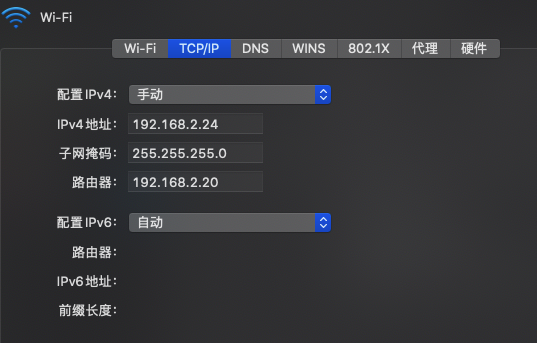 Wi-Fi
Wi-Fi TCP/IP DNS WINS 802.1X 代理 硬件
配置 IPv4： 手动
IPv4 地址： 192.168.2.24
子网掩码： 255.255.255.0
路由器： 192.168.2.20
配置 IPv6： 自动
路由器：
IPv6 地址：
前缀长度：